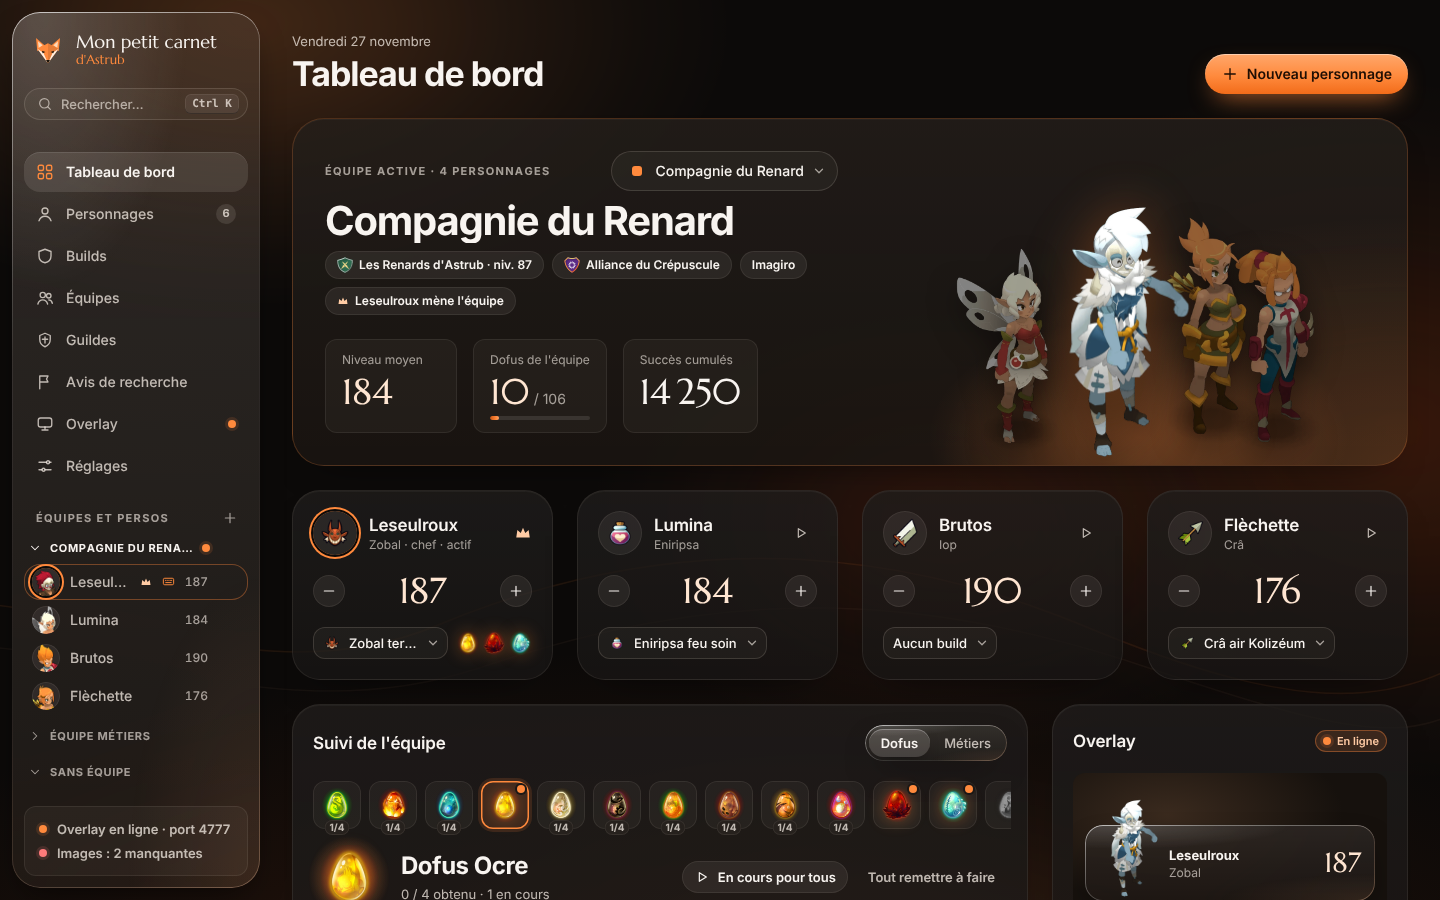 Mon petit carnet
d'Astrub
Rechercher...
Ctrl K
Tableau de bord
Personnages
6
Builds
Équipes
Guildes
Avis de recherche
Overlay
Réglages
ÉQUIPES ET PERSOS
COMPAGNIE DU RENA...
Leseul...
187
Lumina
184
Brutos
190
Flèchette
176
ÉQUIPE MÉTIERS
SANS ÉQUIPE
Overlay en ligne · port 4777
Images : 2 manquantes
Vendredi 27 novembre
Tableau de bord
Nouveau personnage
ÉQUIPE ACTIVE · 4 PERSONNAGES
Compagnie du Renard
Compagnie du Renard
Les Renards d'Astrub · niv. 87
Alliance du Crépuscule
Imagiro
Leseulroux mène l'équipe
Niveau moyen
184
Dofus de l'équipe
10 / 106
Succès cumulés
14 250
Leseulroux
Zobal · chef · actif
187
Zobal ter...
Lumina
Eniripsa
184
Eniripsa feu soin
Brutos
Iop
190
Aucun build
Flèchette
Crâ
176
Crâ air Kolizéum
Suivi de l'équipe
Dofus
Métiers
1/4
1/4
1/4
1/4
1/4
1/4
1/4
1/4
1/4
Dofus Ocre
0 / 4 obtenu · 1 en cours
En cours pour tous
Tout remettre à faire
Overlay
En ligne
Leseulroux
Zobal
187